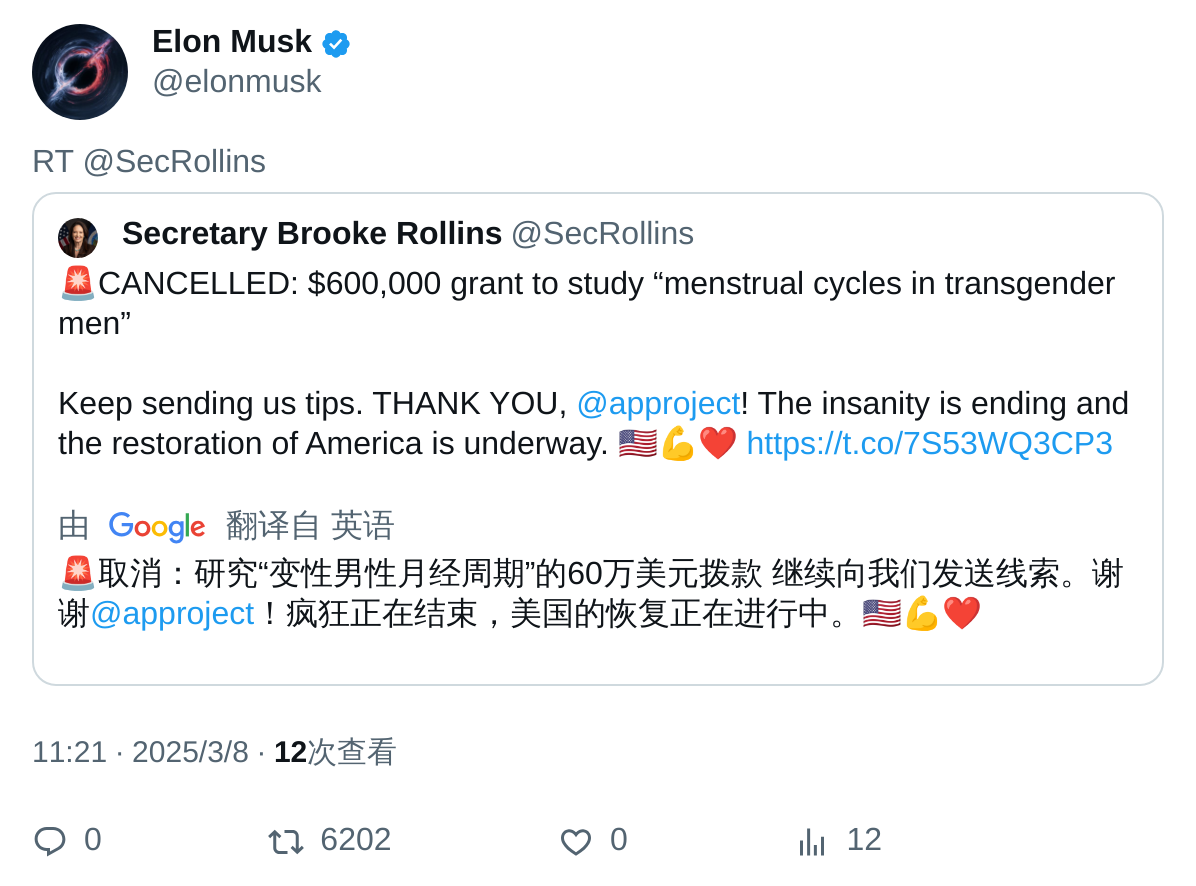 Elon Musk
@elonmusk
RT @SecRollins
Secretary Brooke Rollins @SecRollins
🚨CANCELLED: $600,000 grant to study “menstrual cycles in transgender
men”
Keep sending us tips. THANK YOU, @approject! The insanity is ending and
the restoration of America is underway. 🇺🇸💪❤️ https://t.co/7S53WQ3CP3
由 Google 翻译自 英语
🚨取消：研究“变性男性月经周期”的60万美元拨款 继续向我们发送线索。谢
谢@approject！疯狂正在结束，美国的恢复正在进行中。🇺🇸💪❤️
11:21 · 2025/3/8 · 12次查看
0 6202 0 12